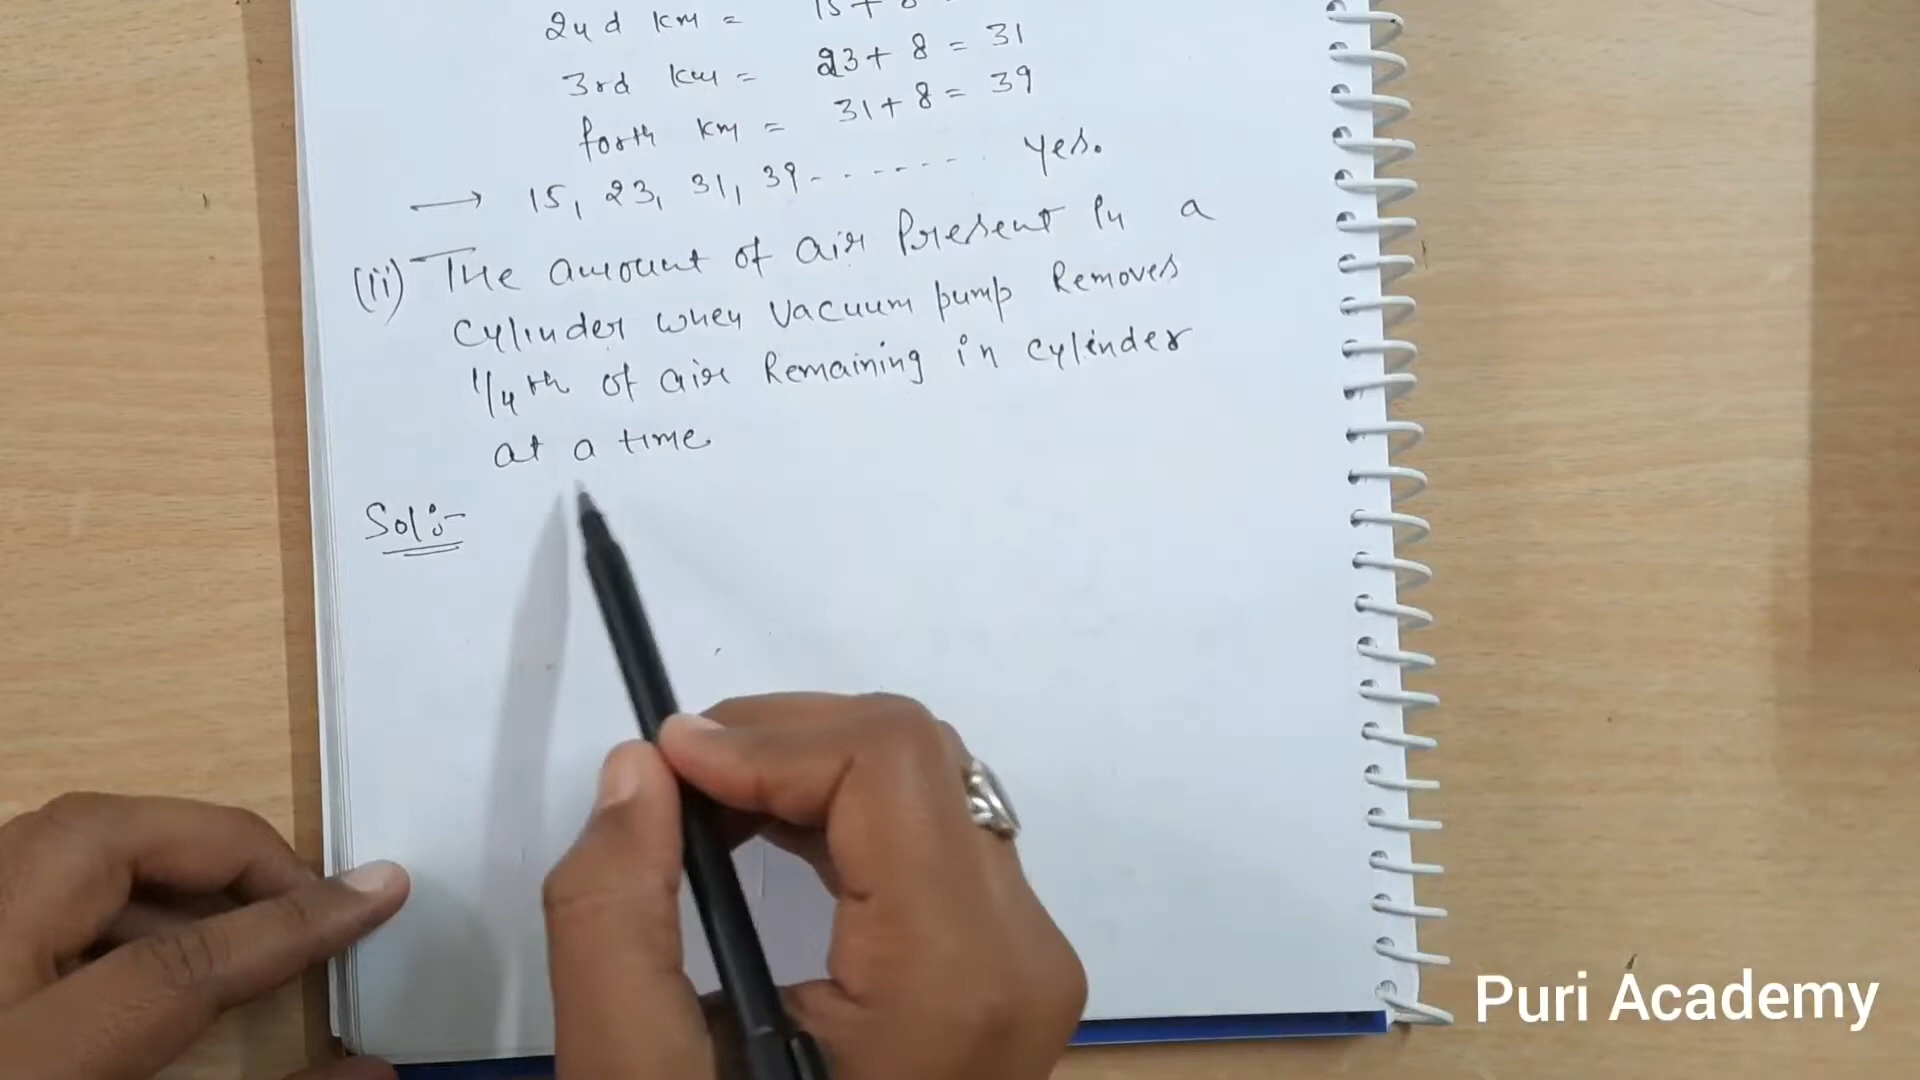 2nd km = 15 + 8
3rd km = 23 + 8 = 31
forth km = 31 + 8 = 39
→ 15, 23, 31, 39 - - - - - - - yes.
(ii) The amount of air Present in a
cylinder when vacuum pump Removes
1/4 th of air Remaining in cylinder
at a time
Sol:-
Puri Academy